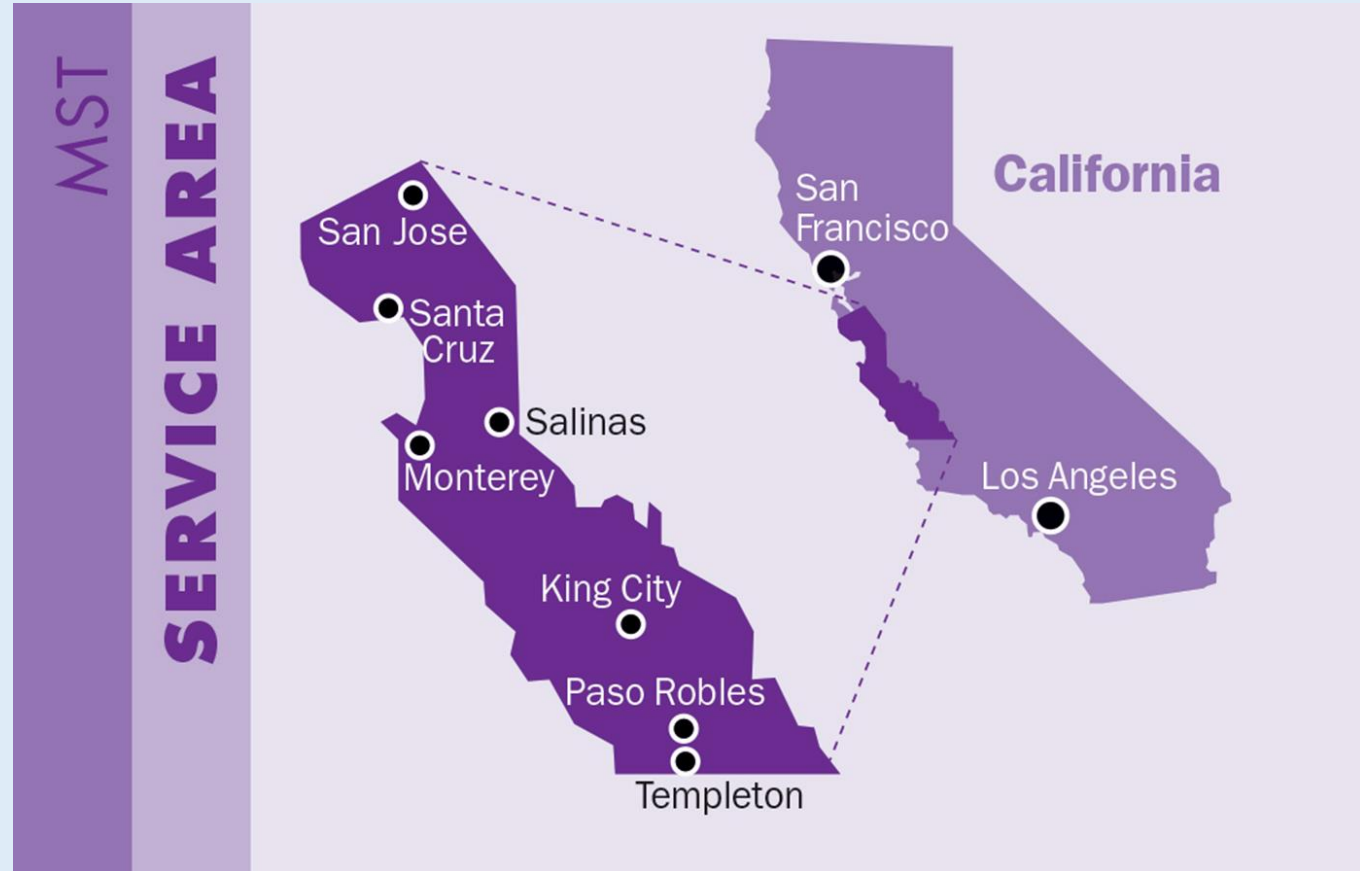 MST
SERVICE AREA
California
San
Francisco
Los Angeles
San Jose
Santa
Cruz
Salinas
Monterey
King City
Paso Robles
Templeton